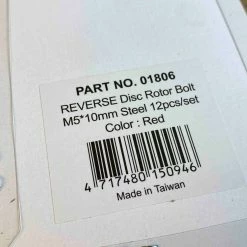 PART NO. 01806
REVERSE Disc Rotor Bolt
M5*10mm Steel 12pcs/set
Color : Red
4 717480 150946
Made in Taiwan